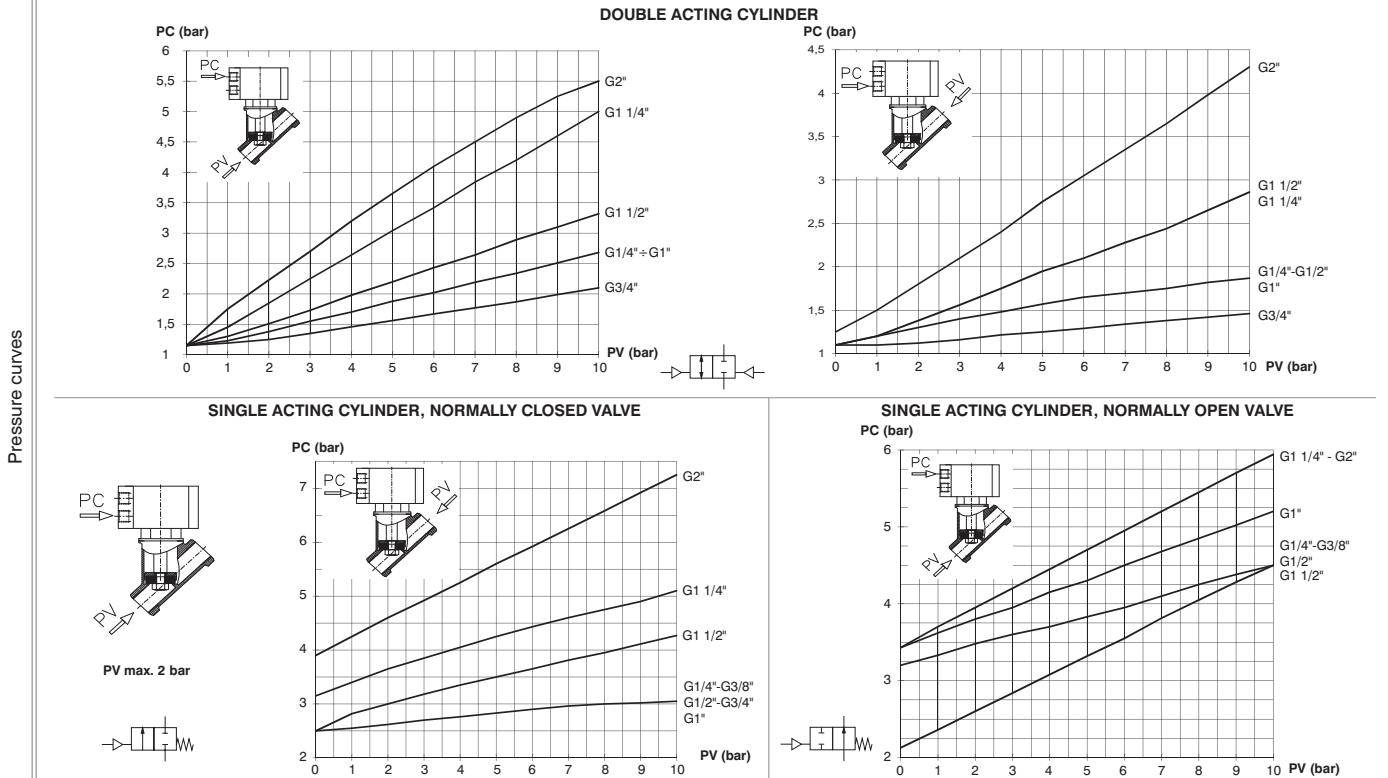 Pressure curves
DOUBLE ACTING CYLINDER
PC (bar)
6
5,5
5
4,5
4
3,5
3
2,5
2
1,5
1
0 1 2 3 4 5 6 7 8 9 10
PV (bar)
PC
PV
G2"
G1 1/4"
G1 1/2"
G1/4"÷G1"
G3/4"
PC (bar)
4,5
4
3,5
3
2,5
2
1,5
1
0 1 2 3 4 5 6 7 8 9 10
PV (bar)
PC
PV
G2"
G1 1/2"
G1 1/4"
G1/4"-G1/2"
G1"
G3/4"
SINGLE ACTING CYLINDER, NORMALLY CLOSED VALVE
PC
PV
PV max. 2 bar
PC (bar)
7
6
5
4
3
2
0 1 2 3 4 5 6 7 8 9 10
PV (bar)
PC
PV
G2"
G1 1/4"
G1 1/2"
G1/4"-G3/8"
G1/2"-G3/4"
G1"
SINGLE ACTING CYLINDER, NORMALLY OPEN VALVE
PC (bar)
6
5
4
3
2
0 1 2 3 4 5 6 7 8 9 10
PV (bar)
PC
PV
G1 1/4" - G2"
G1"
G1/4"-G3/8"
G1/2"
G1 1/2"